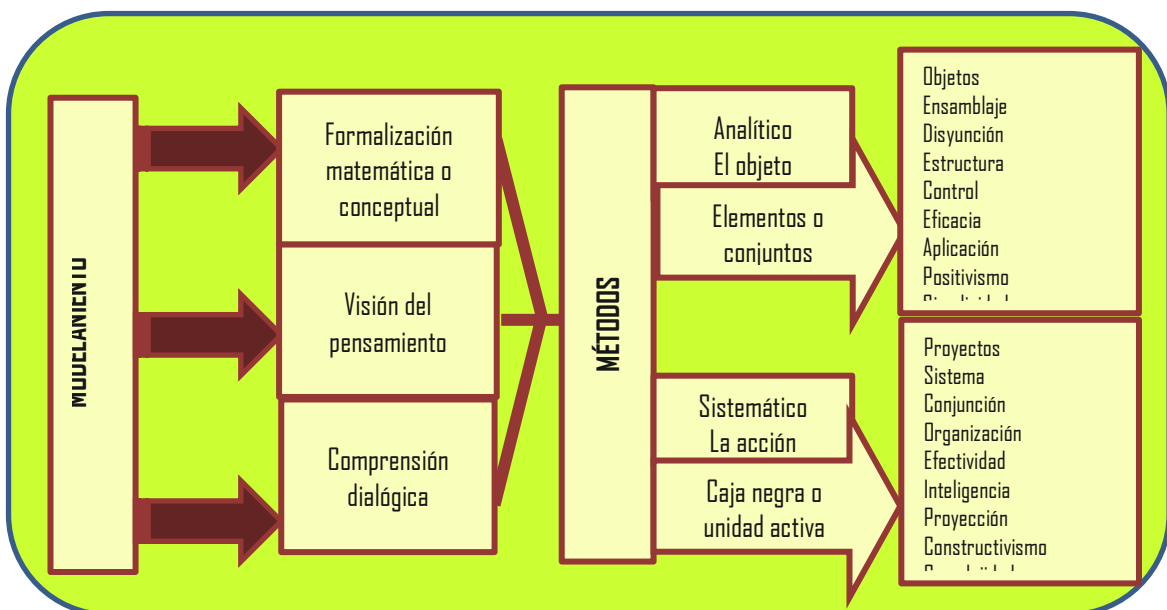 MODELAMIENTO
Formalización
matemática o
conceptual
Visión del
pensamiento
Comprensión
dialógica
MÉTODOS
Analítico
El objeto
Elementos o
conjuntos
Sistemático
La acción
Caja negra o
unidad activa
Objetos
Ensamblaje
Disyunción
Estructura
Control
Eficacia
Aplicación
Positivismo
Proyectos
Sistema
Conjunción
Organización
Efectividad
Inteligencia
Proyección
Constructivismo